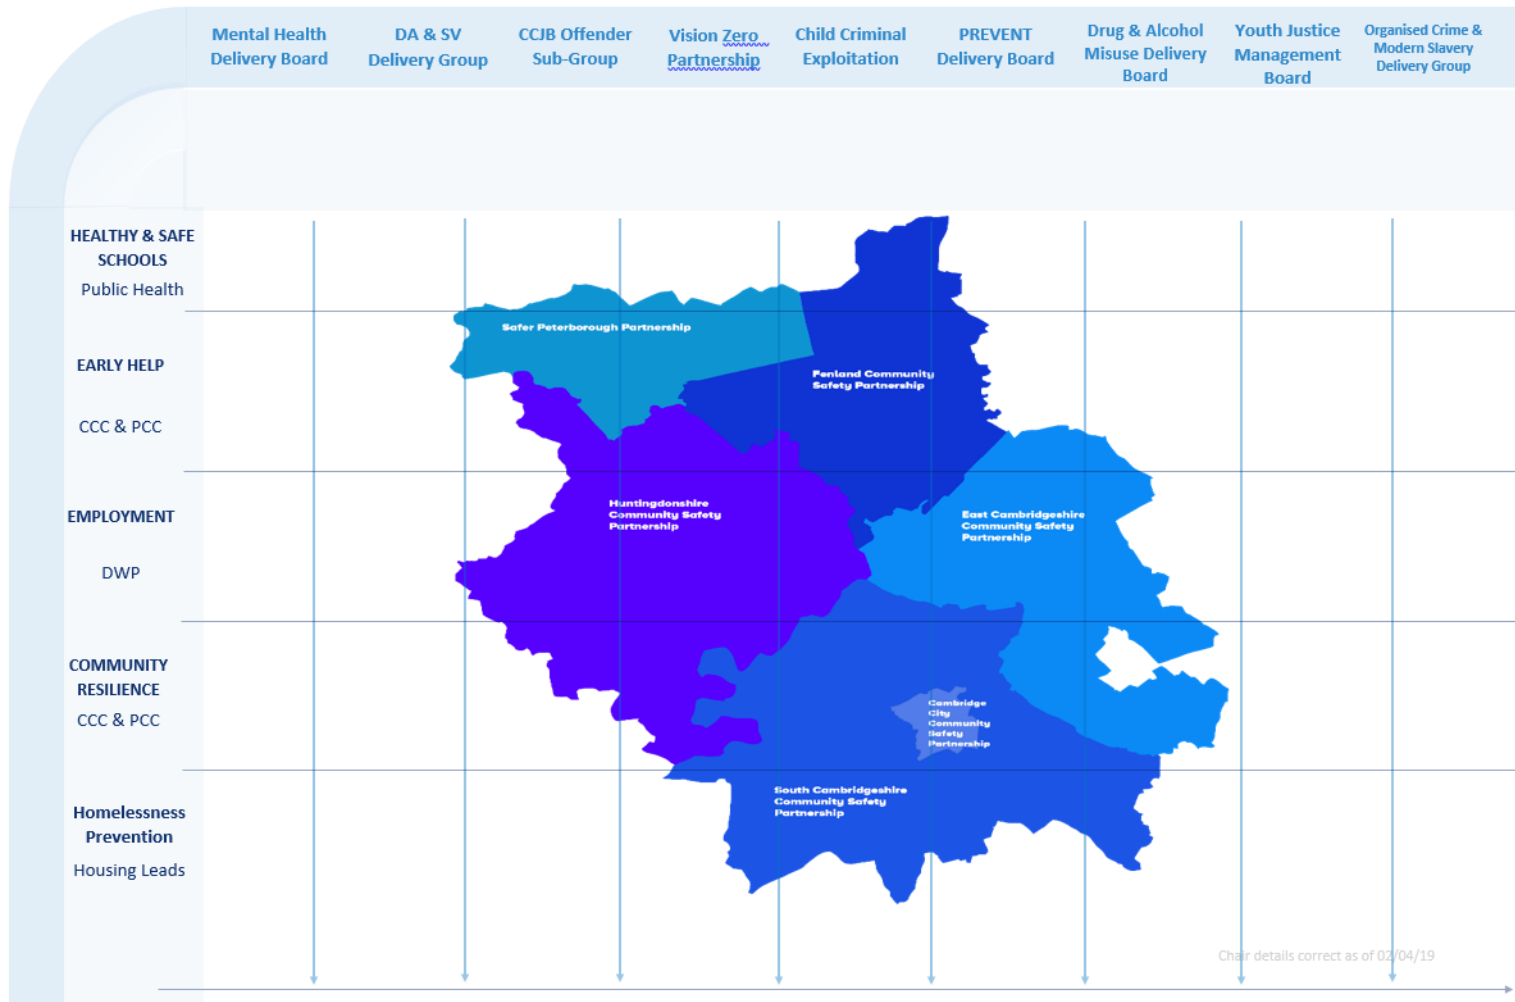 Mental Health
Delivery Board
DA & SV
Delivery Group
CCJB Offender
Sub-Group
Vision Zero
Partnership
Child Criminal
Exploitation
PREVENT
Delivery Board
Drug & Alcohol
Misuse Delivery
Board
Youth Justice
Management
Board
Organised Crime &
Modern Slavery
Delivery Group
HEALTHY & SAFE
SCHOOLS
Public Health
EARLY HELP
CCC & PCC
EMPLOYMENT
DWP
COMMUNITY
RESILIENCE
CCC & PCC
Homelessness
Prevention
Housing Leads
Safer Peterborough Partnership
Fenland Community
Safety Partnership
Huntingdonshire
Community Safety
Partnership
East Cambridgeshire
Community Safety
Partnership
Cambridge
City
Community
Safety
Partnership
South Cambridgeshire
Community Safety
Partnership
Chair details correct as of 02/04/19